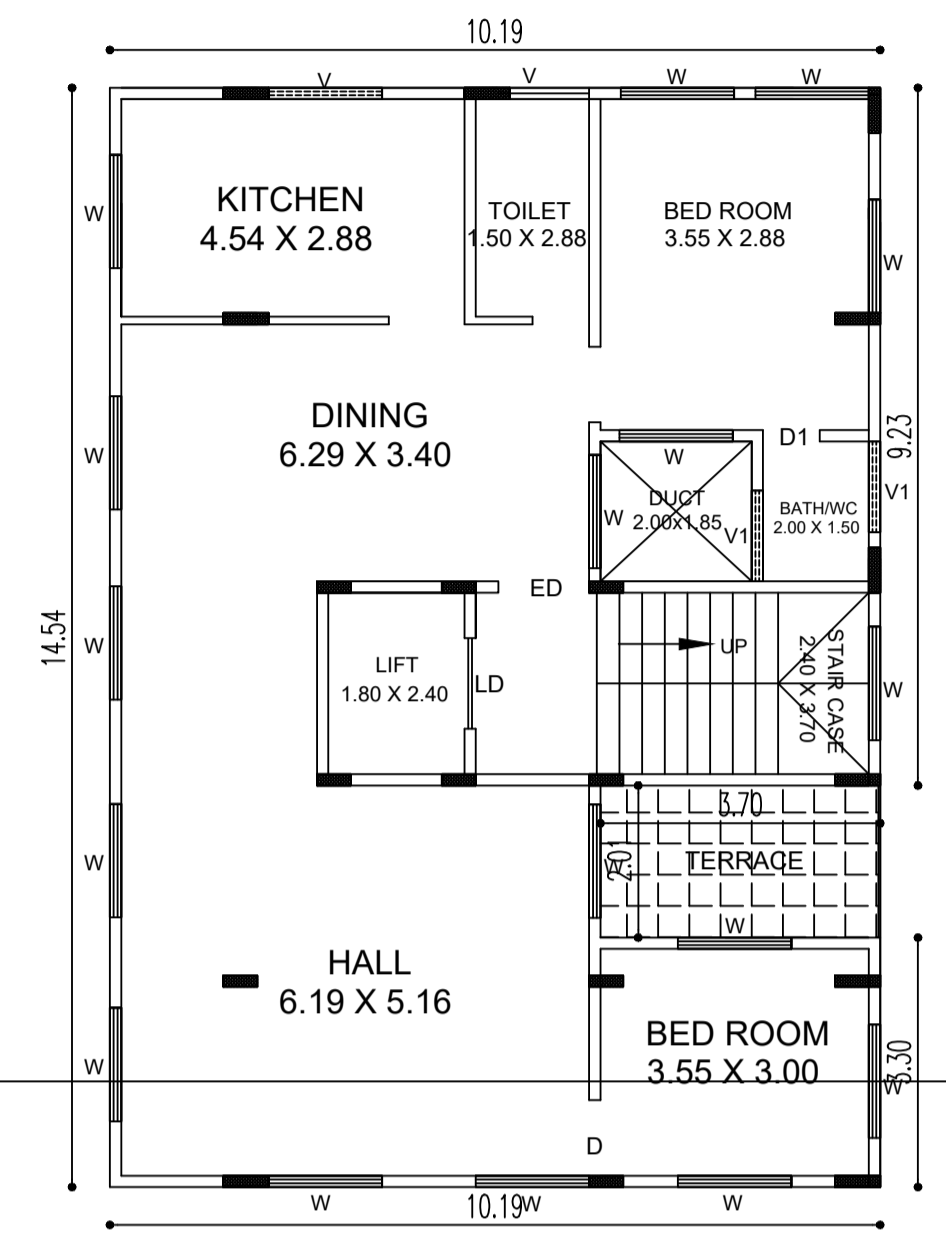 10.19
V
V
W
W
KITCHEN
4.54 X 2.88
TOILET
1.50 X 2.88
BED ROOM
3.55 X 2.88
W
W
DINING
6.29 X 3.40
D1
9.23
W
W
DUCT
2.00x1.85
W
V1
BATH/WC
2.00 X 1.50
V1
ED
14.54
W
LIFT
1.80 X 2.40
LD
UP
STAIR CASE
2.40 X 3.70
W
3.70
W
2.01
W
TERRACE
W
HALL
6.19 X 5.16
BED ROOM
3.55 X 3.00
W
3.30
W
D
W
10.19
W
W